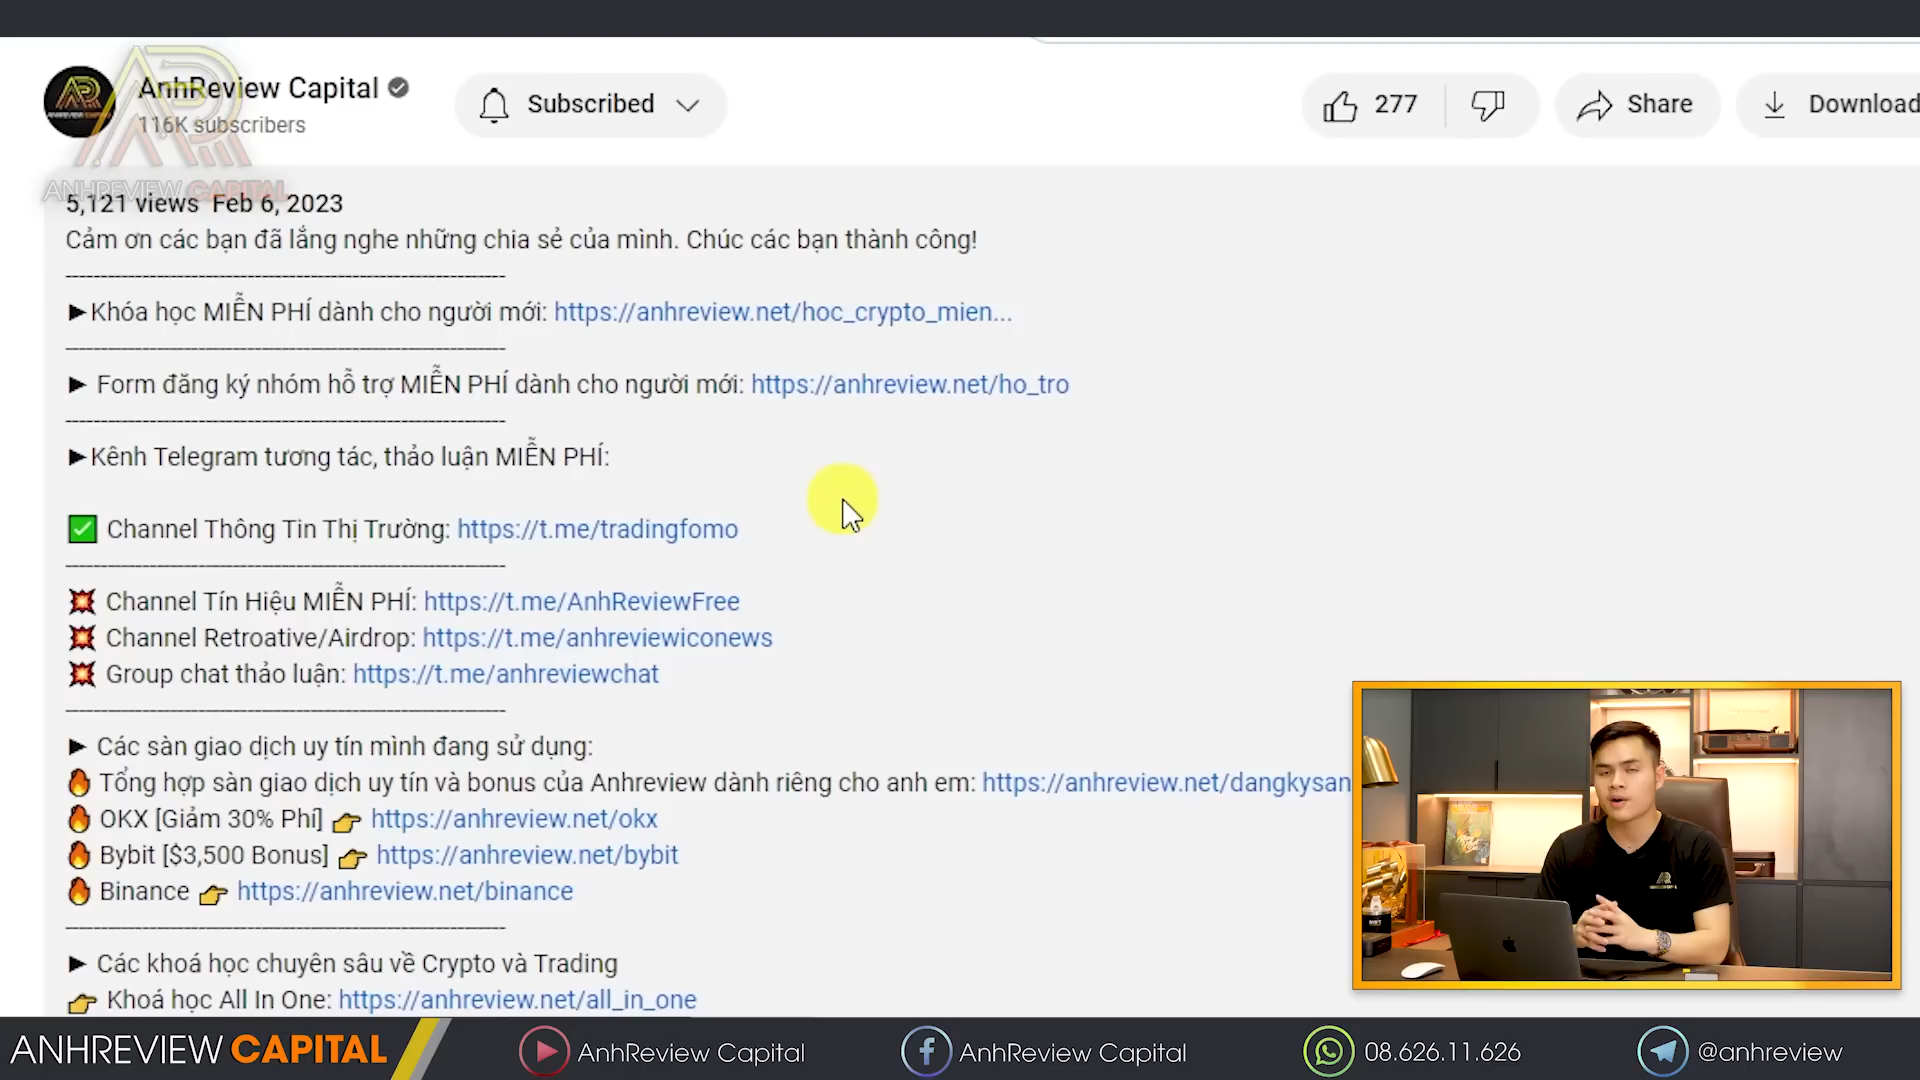 AnhReview Capital
116K subscribers
Subscribed
277
Share
Download
ANHREVIEW CAPITAL
5,121 views Feb 6, 2023
Cảm ơn các bạn đã lắng nghe những chia sẻ của mình. Chúc các bạn thành công!
►Khóa học MIỄN PHÍ dành cho người mới: https://anhreview.net/hoc_crypto_mien...
► Form đăng ký nhóm hỗ trợ MIỄN PHÍ dành cho người mới: https://anhreview.net/ho_tro
►Kênh Telegram tương tác, thảo luận MIỄN PHÍ:
✅ Channel Thông Tin Thị Trường: https://t.me/tradingfomo
💥 Channel Tín Hiệu MIỄN PHÍ: https://t.me/AnhReviewFree
💥 Channel Retroative/Airdrop: https://t.me/anhreviewiconews
💥 Group chat thảo luận: https://t.me/anhreviewchat
► Các sàn giao dịch uy tín mình đang sử dụng:
🔥 Tổng hợp sàn giao dịch uy tín và bonus của Anhreview dành riêng cho anh em: https://anhreview.net/dangkysan
🔥 OKX [Giảm 30% Phí] 👉 https://anhreview.net/okx
🔥 Bybit [$3,500 Bonus] 👉 https://anhreview.net/bybit
🔥 Binance 👉 https://anhreview.net/binance
► Các khoá học chuyên sâu về Crypto và Trading
👉 Khoá học All In One: https://anhreview.net/all_in_one
ANHREVIEW CAPITAL
AnhReview Capital
AnhReview Capital
08.626.11.626
@anhreview